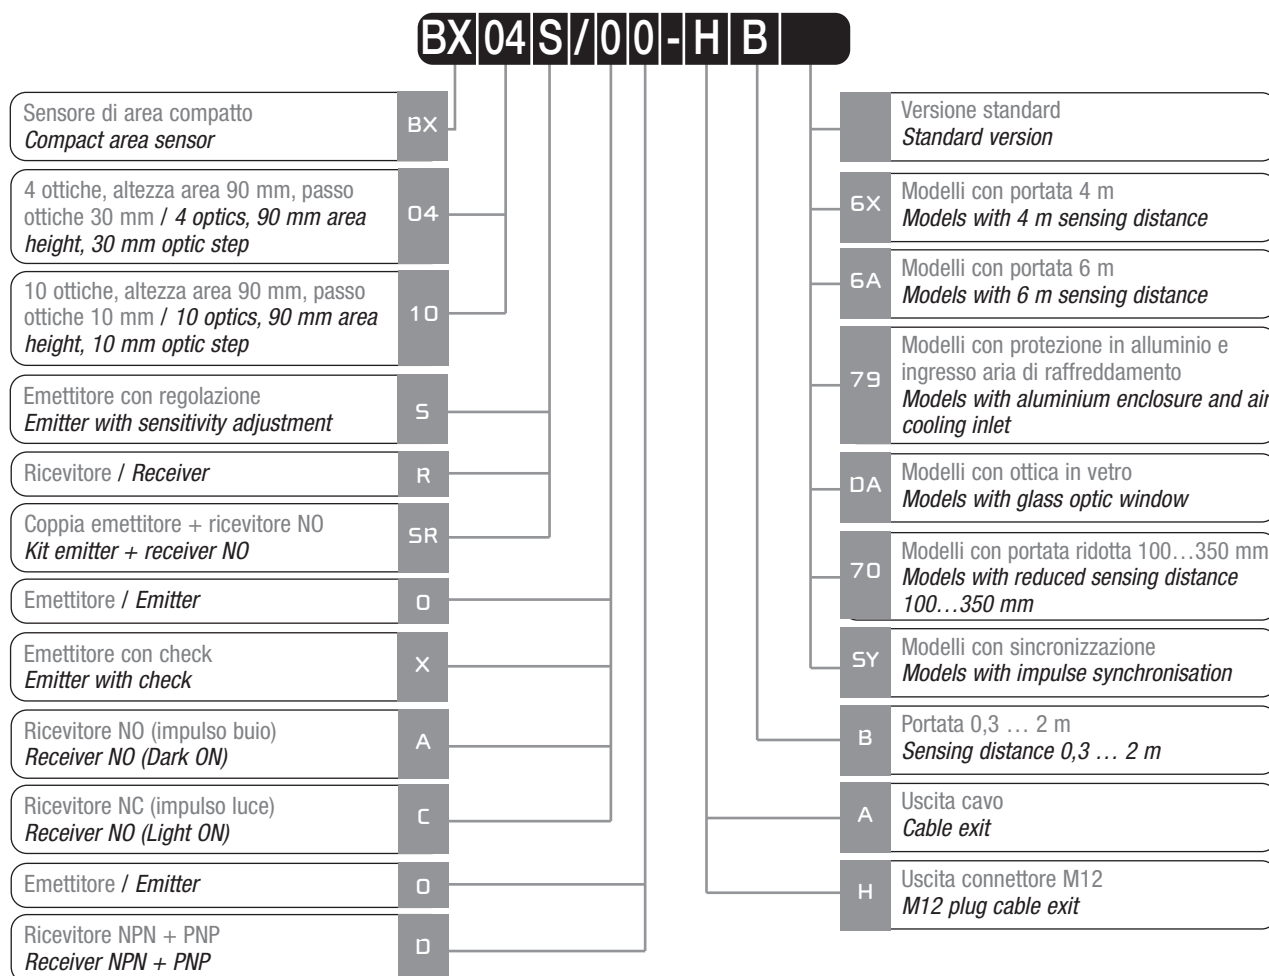 BX04S/00-HB
Sensore di area compatto
Compact area sensor
BX
4 ottiche, altezza area 90 mm, passo
ottiche 30 mm / 4 optics, 90 mm area
height, 30 mm optic step
04
10 ottiche, altezza area 90 mm, passo
ottiche 10 mm / 10 optics, 90 mm area
height, 10 mm optic step
10
Emettitore con regolazione
Emitter with sensitivity adjustment
S
Ricevitore / Receiver
R
Coppia emettitore + ricevitore NO
Kit emitter + receiver NO
SR
Emettitore / Emitter
0
Emettitore con check
Emitter with check
X
Ricevitore NO (impulso buio)
Receiver NO (Dark ON)
A
Ricevitore NC (impulso luce)
Receiver NO (Light ON)
C
Emettitore / Emitter
0
Ricevitore NPN + PNP
Receiver NPN + PNP
D
Versione standard
Standard version
6X
Modelli con portata 4 m
Models with 4 m sensing distance
6A
Modelli con portata 6 m
Models with 6 m sensing distance
79
Modelli con protezione in alluminio e
ingresso aria di raffreddamento
Models with aluminium enclosure and air
cooling inlet
DA
Modelli con ottica in vetro
Models with glass optic window
70
Modelli con portata ridotta 100…350 mm
Models with reduced sensing distance
100…350 mm
SY
Modelli con sincronizzazione
Models with impulse synchronisation
B
Portata 0,3 … 2 m
Sensing distance 0,3 … 2 m
A
Uscita cavo
Cable exit
H
Uscita connettore M12
M12 plug cable exit